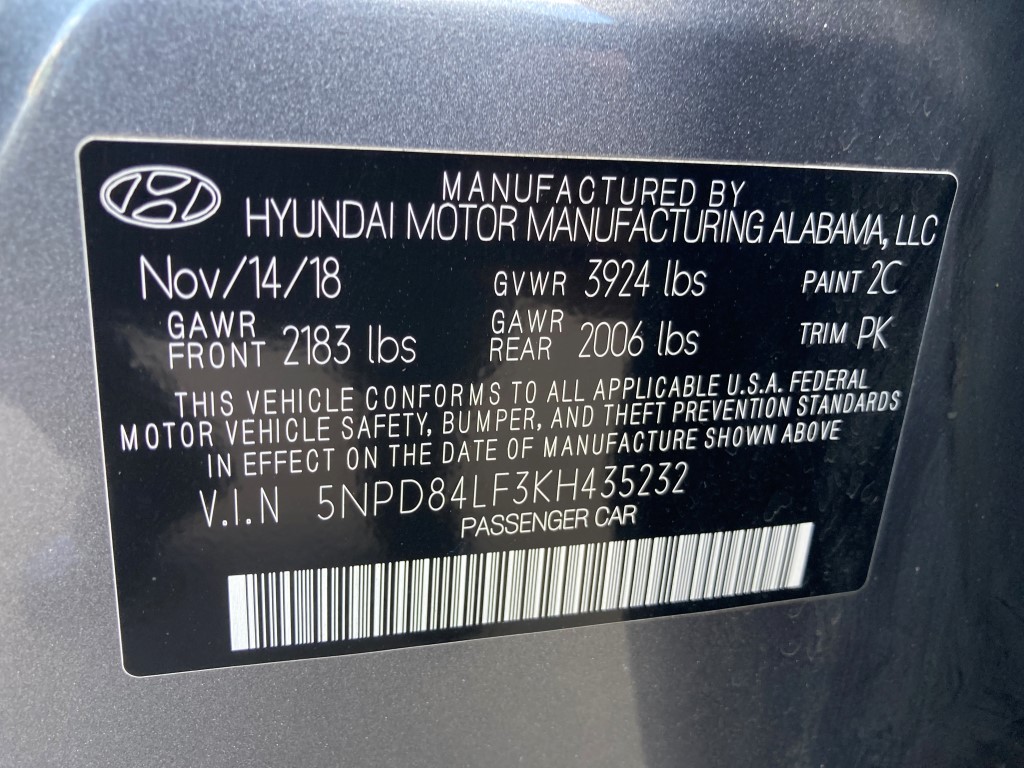 MANUFACTURED BY
HYUNDAI MOTOR MANUFACTURING ALABAMA, LLC
Nov/14/18 GVWR 3924 lbs PAINT 2C
GAWR FRONT 2183 lbs GAWR REAR 2006 lbs TRIM PK
THIS VEHICLE CONFORMS TO ALL APPLICABLE U.S.A. FEDERAL
MOTOR VEHICLE SAFETY, BUMPER, AND THEFT PREVENTION STANDARDS
IN EFFECT ON THE DATE OF MANUFACTURE SHOWN ABOVE
V.I.N 5NPD84LF3KH435232
PASSENGER CAR